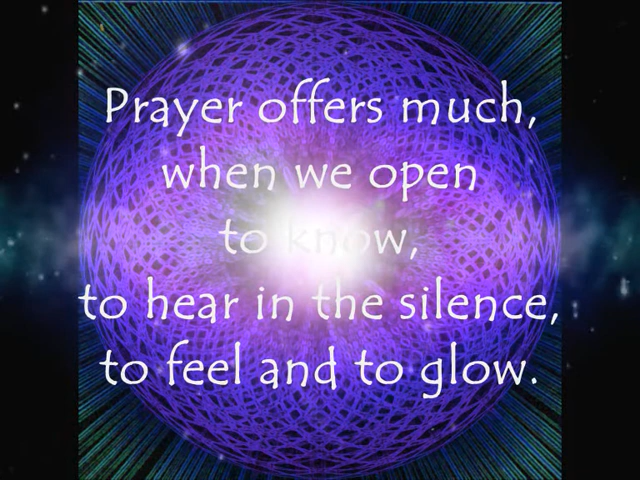 Prayer offers much,
when we open
to know,
to hear in the silence,
to feel and to glow.